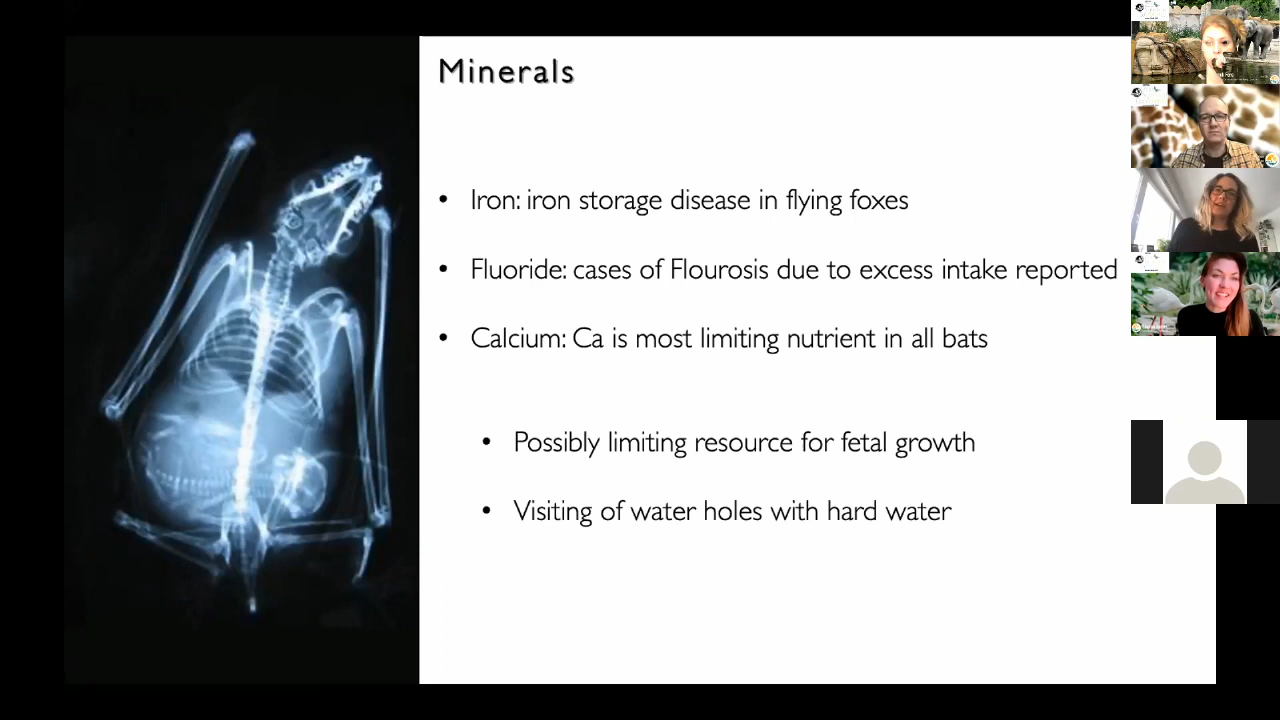 Minerals
• Iron: iron storage disease in flying foxes
• Fluoride: cases of Flourosis due to excess intake reported
• Calcium: Ca is most limiting nutrient in all bats
• Possibly limiting resource for fetal growth
• Visiting of water holes with hard water